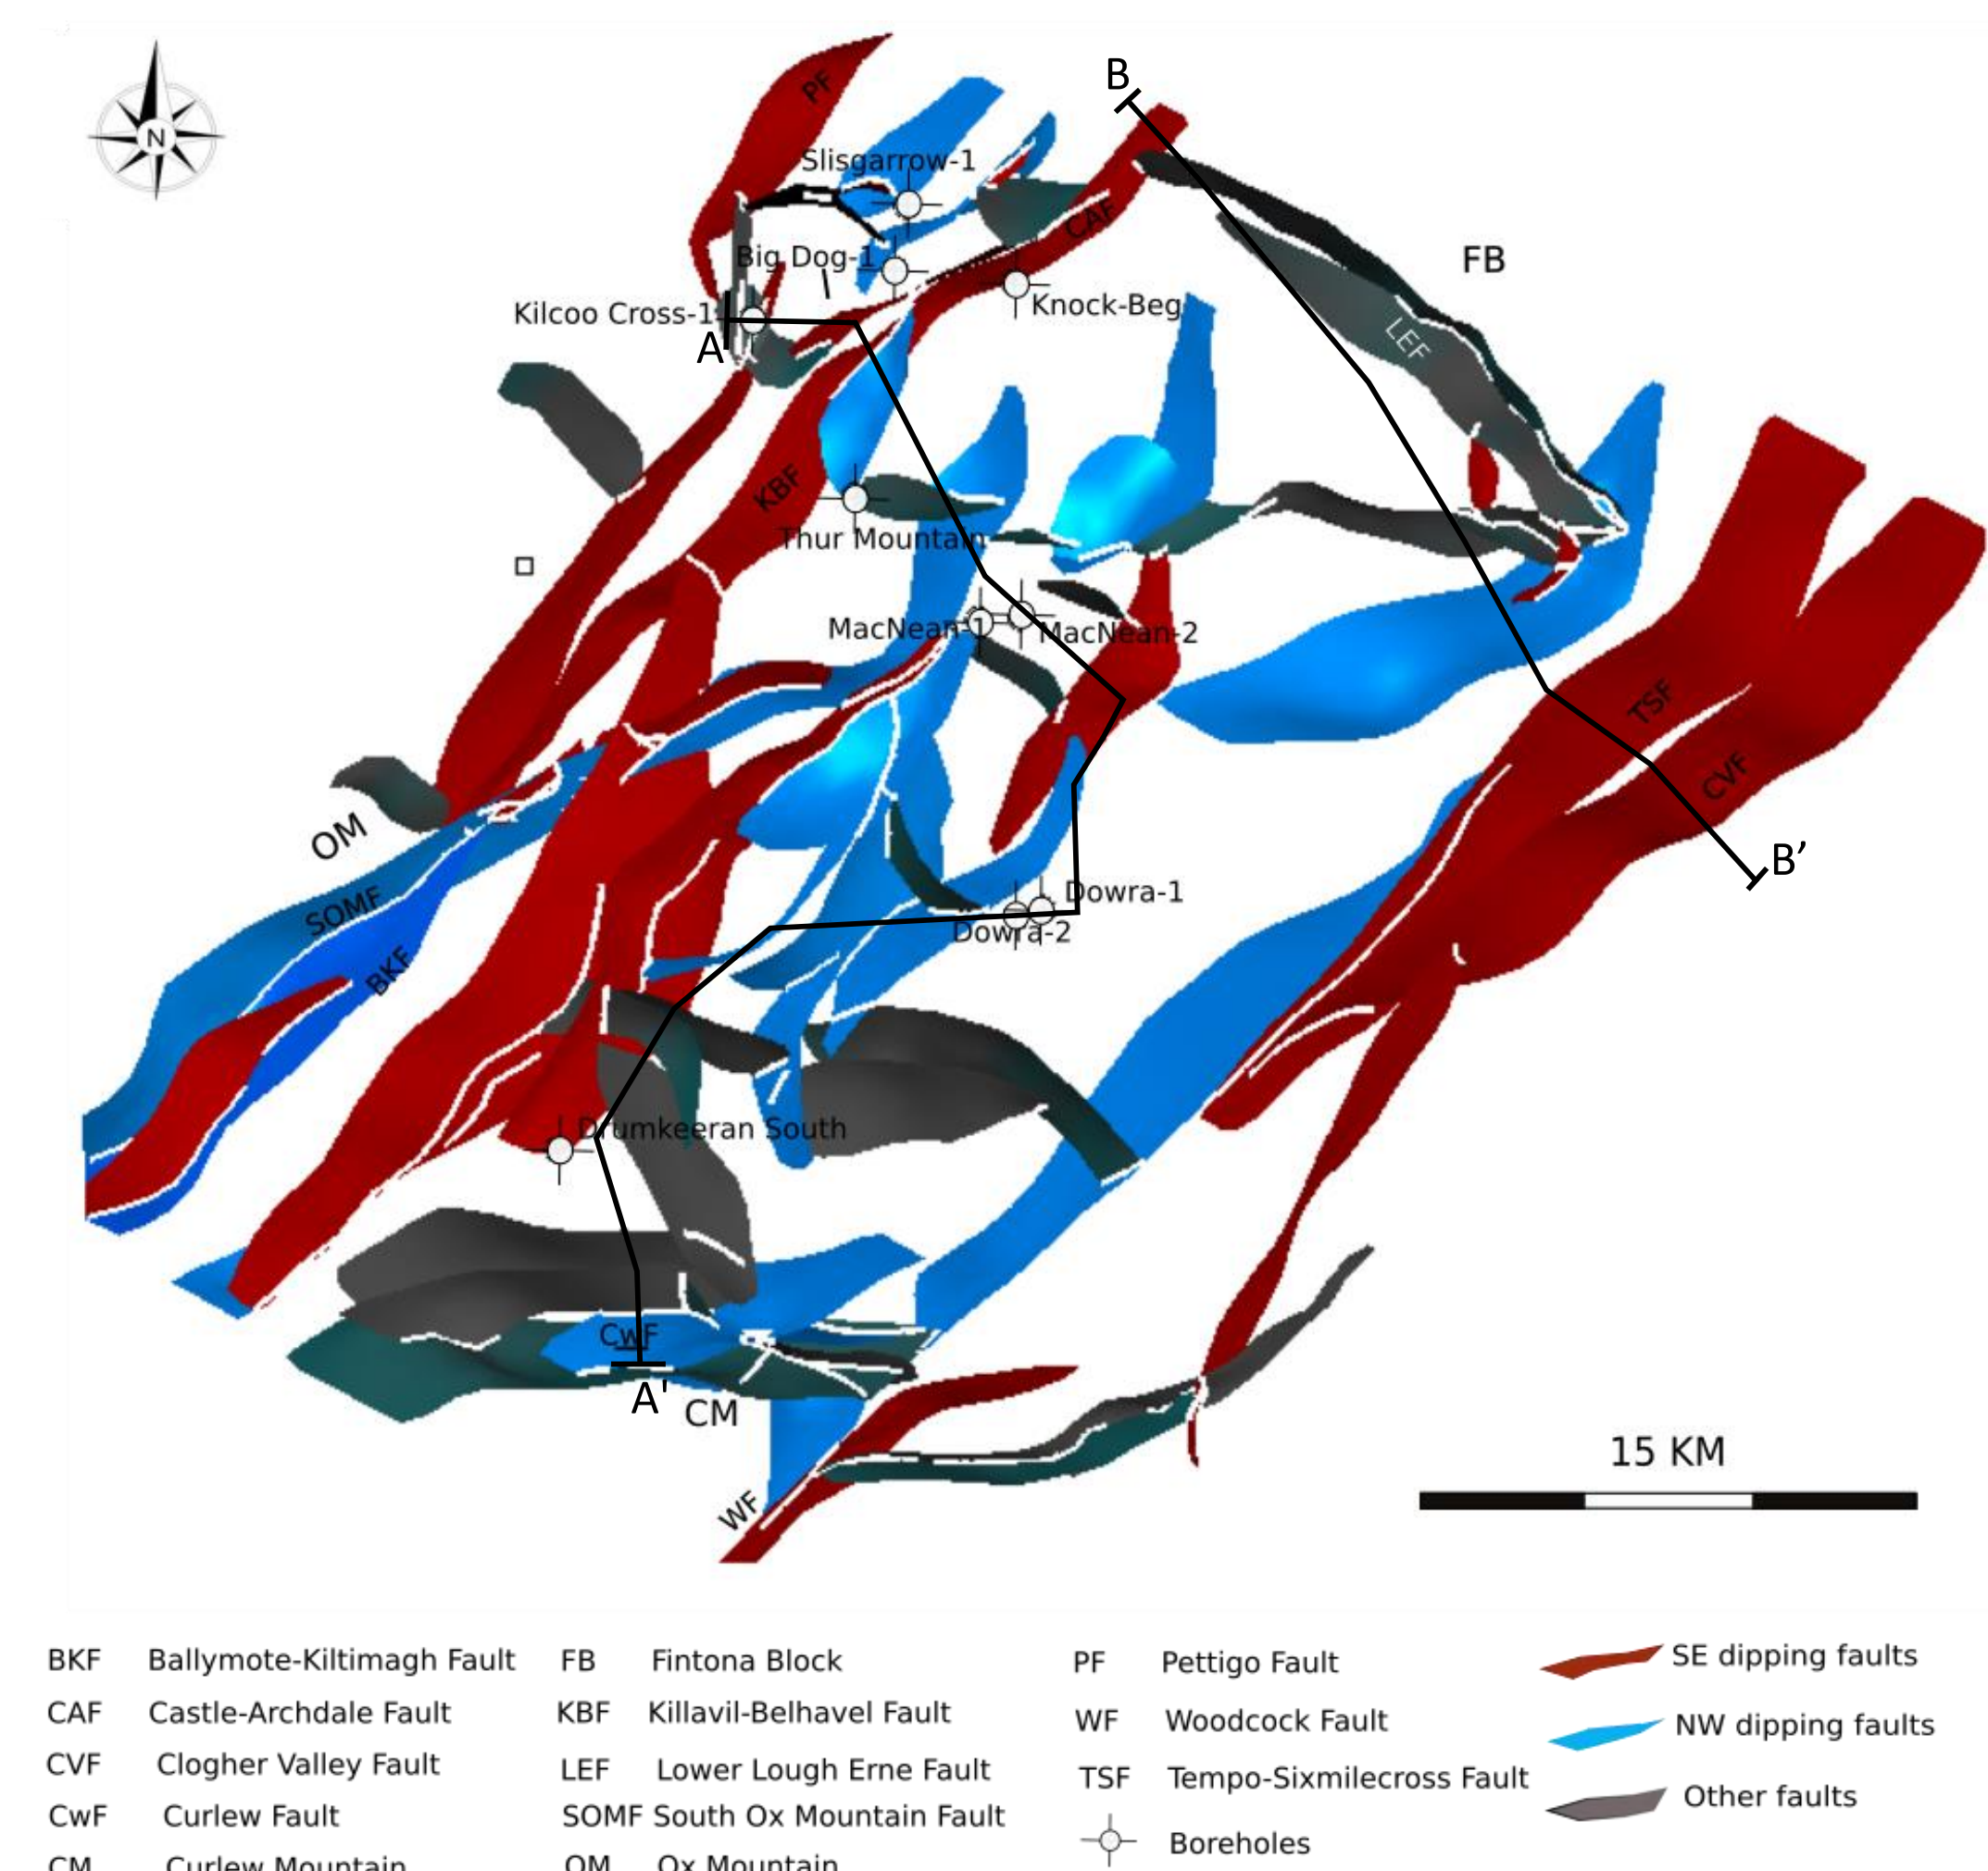 N
PF
B
Slisgarrow-1
CAF
FB
Big Dog-1
Knock-Beg
Kilcoo Cross-1
A
LEF
KBF
Thur Mountain
MacNean-1
MacNean-2
TSF
CVF
OM
B’
SOMF
Dowra-1
Dowra-2
BKF
Drumkeeran South
CwF
A'
CM
15 KM
WF
BKF Ballymote-Kiltimagh Fault FB Fintona Block PF Pettigo Fault SE dipping faults
CAF Castle-Archdale Fault KBF Killavil-Belhavel Fault WF Woodcock Fault NW dipping faults
CVF Clogher Valley Fault LEF Lower Lough Erne Fault TSF Tempo-Sixmilecross Fault Other faults
CwF Curlew Fault SOMF South Ox Mountain Fault Boreholes
CM Curlew Mountain OM Ox Mountain